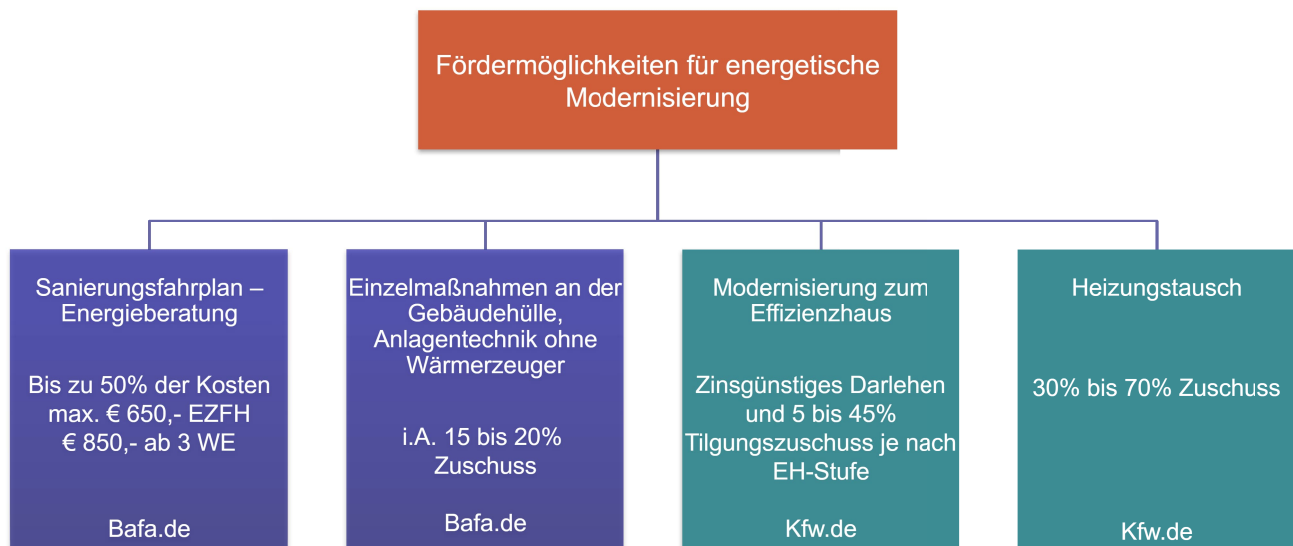 Fördermöglichkeiten für energetische
Modernisierung
Sanierungsfahrplan –
Energieberatung
Bis zu 50% der Kosten
max. € 650,- EZFH
€ 850,- ab 3 WE
Bafa.de
Einzelmaßnahmen an der
Gebäudehülle,
Anlagentechnik ohne
Wärmerzeuger
i.A. 15 bis 20%
Zuschuss
Bafa.de
Modernisierung zum
Effizienzhaus
Zinsgünstiges Darlehen
und 5 bis 45%
Tilgungszuschuss je nach
EH-Stufe
Kfw.de
Heizungstausch
30% bis 70% Zuschuss
Kfw.de